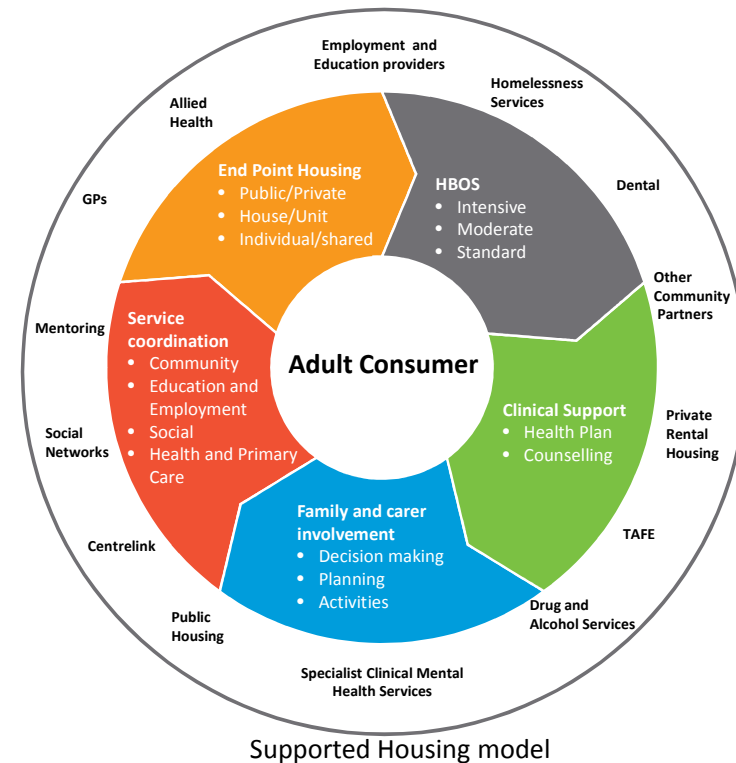 Employment and
Education providers
Homelessness
Services
Dental
Other
Community
Partners
Private
Rental
Housing
TAFE
Drug and
Alcohol Services
Specialist Clinical Mental
Health Services
Public
Housing
Centrelink
Social
Networks
Mentoring
GPs
Allied
Health
End Point Housing
• Public/Private
• House/Unit
• Individual/shared
HBOS
• Intensive
• Moderate
• Standard
Clinical Support
• Health Plan
• Counselling
Family and carer
involvement
• Decision making
• Planning
• Activities
Service
coordination
• Community
• Education and
Employment
• Social
• Health and Primary
Care
Adult Consumer
Supported Housing model